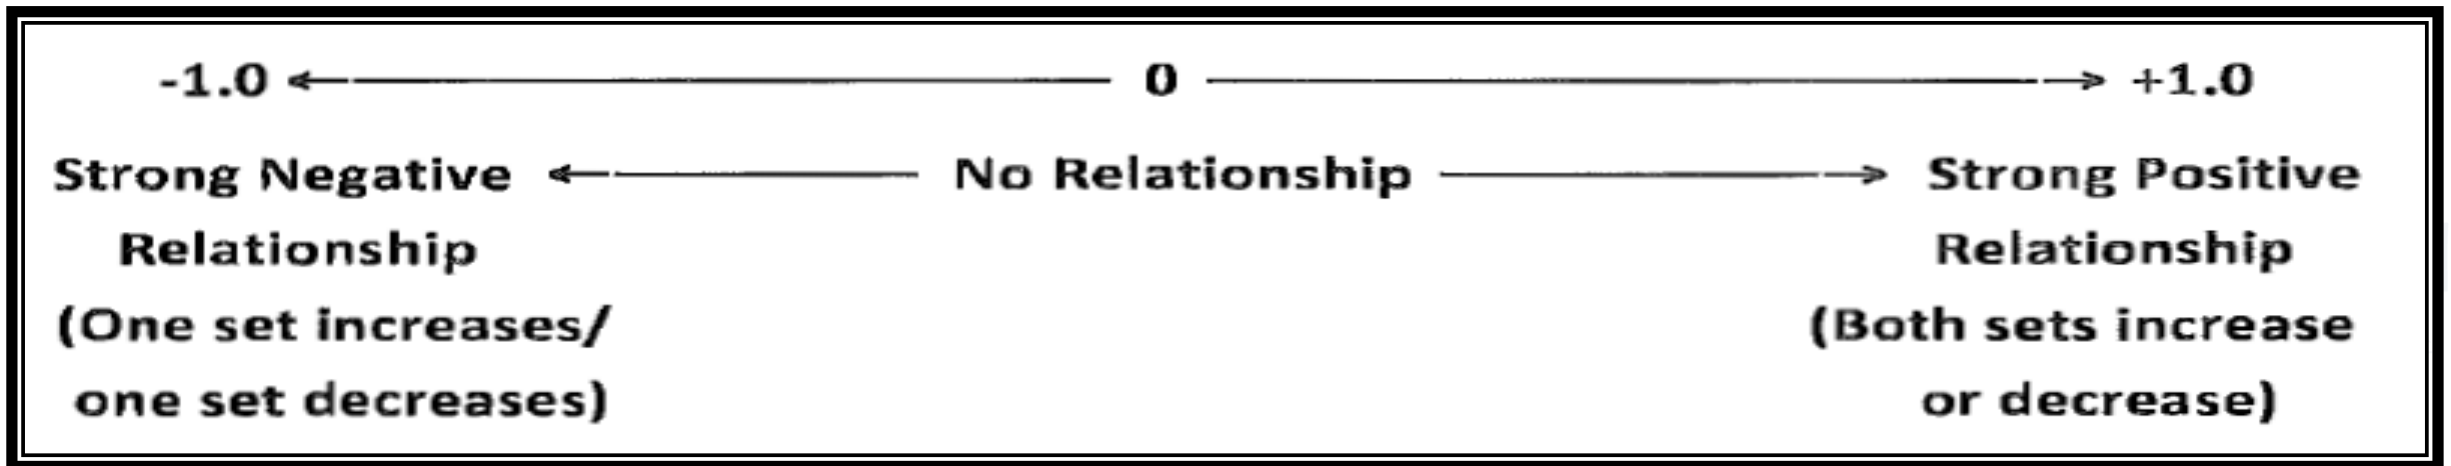 -1.0 0 +1.0
Strong Negative No Relationship Strong Positive
Relationship Relationship
(One set increases/ (Both sets increase
one set decreases) or decrease)